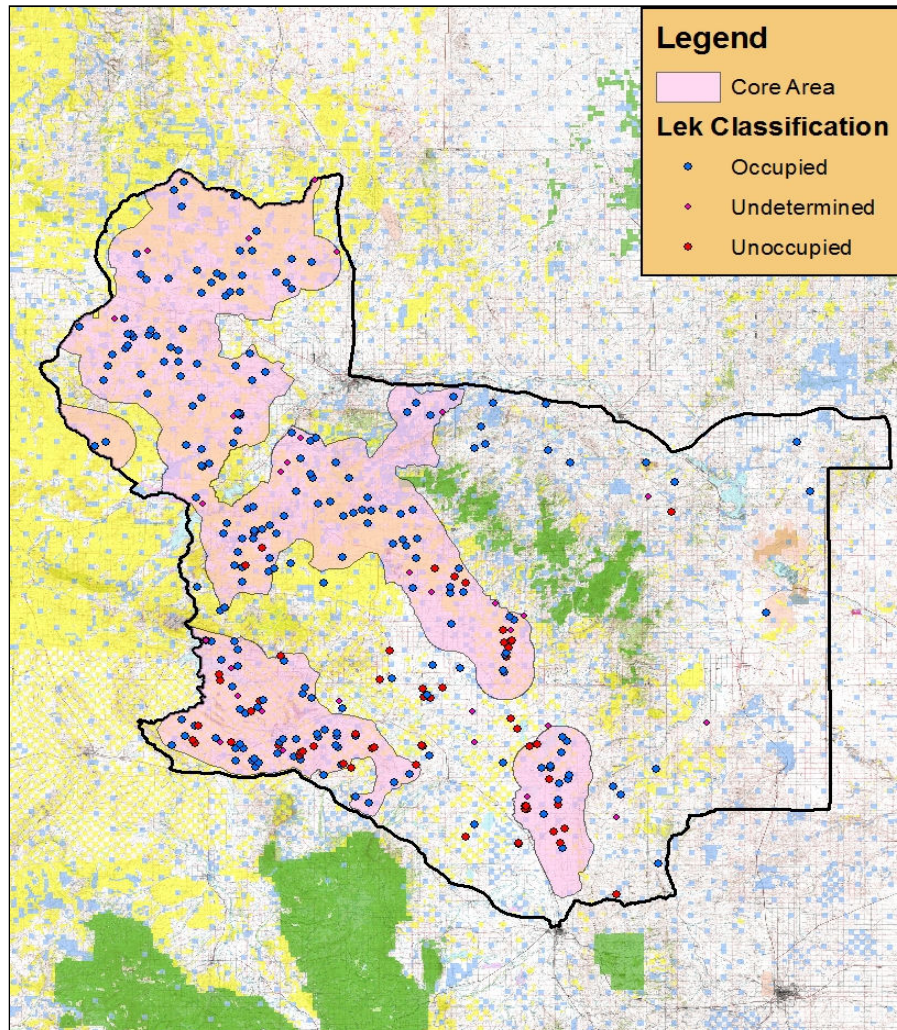 Legend
Core Area
Lek Classification
Occupied
Undetermined
Unoccupied